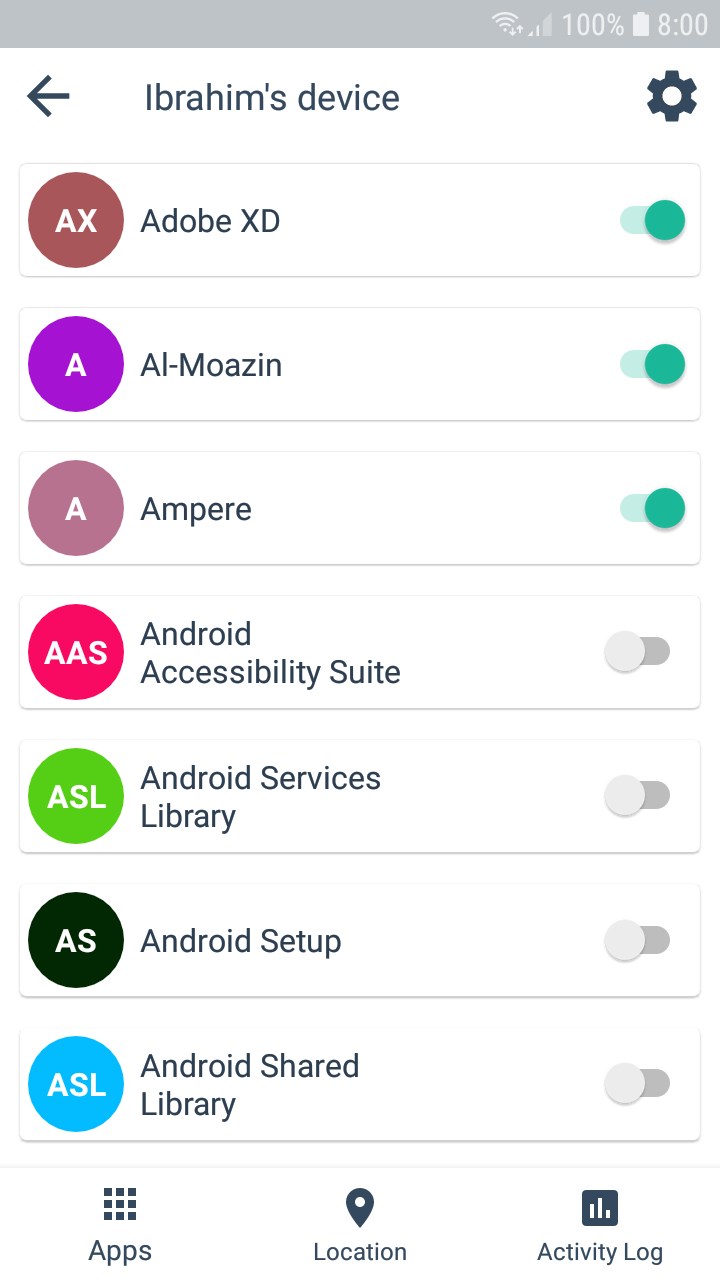 100% 8:00
Ibrahim's device
AX Adobe XD
A Al-Moazin
A Ampere
AAS Android
Accessibility Suite
ASL Android Services
Library
AS Android Setup
ASL Android Shared
Library
Apps Location Activity Log